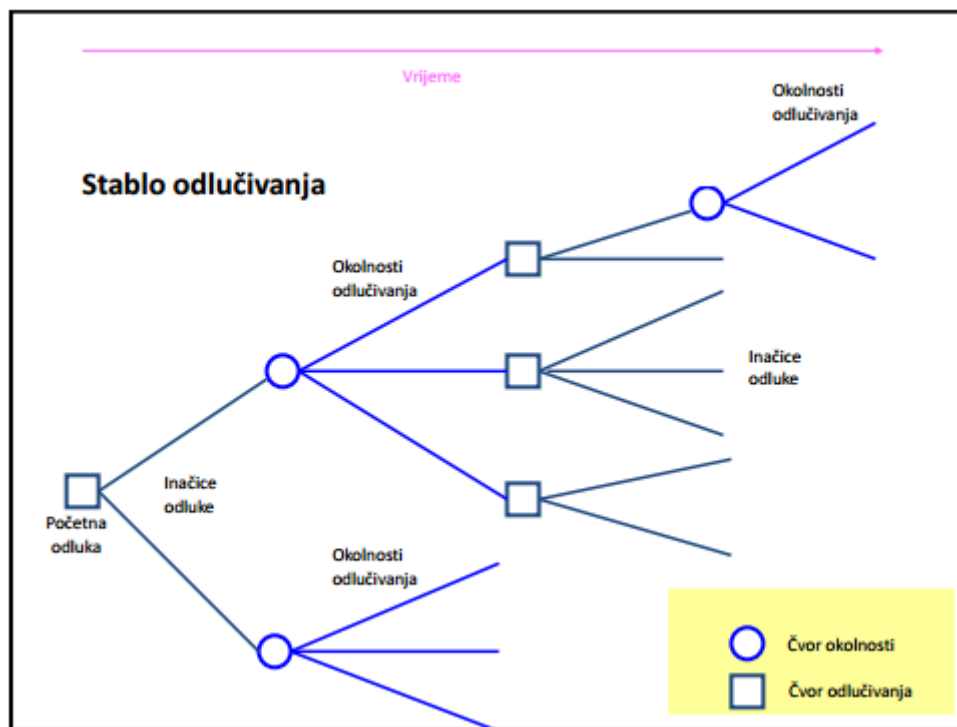 Vrijeme
Okolnosti
odlučivanja
Stablo odlučivanja
Okolnosti
odlučivanja
Inačice
odluke
Inačice
odluke
Početna
odluka
Okolnosti
odlučivanja
Čvor okolnosti
Čvor odlučivanja